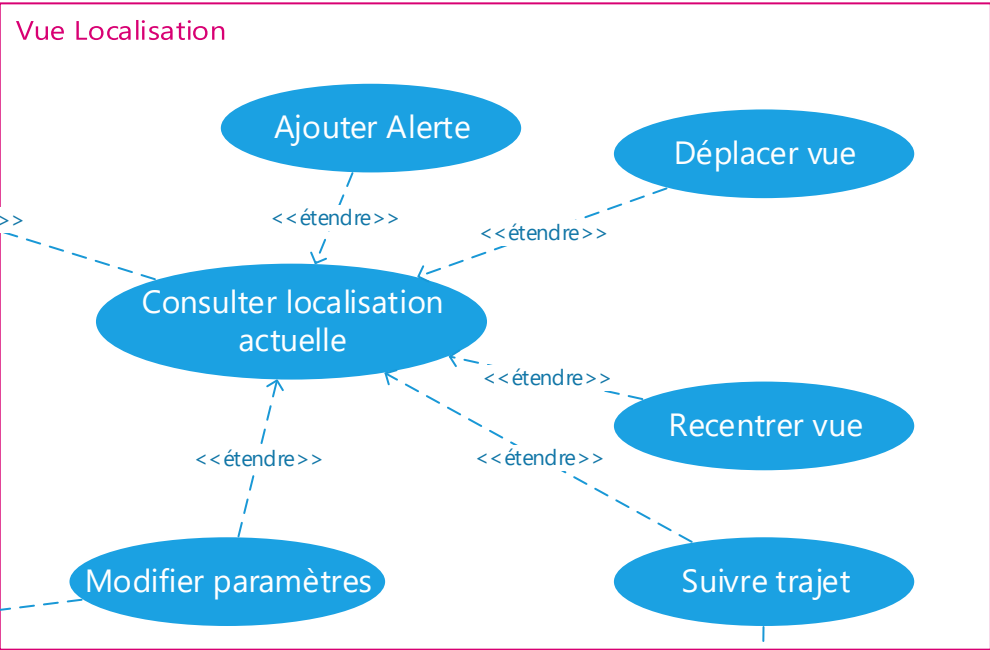 Vue Localisation
Ajouter Alerte
Déplacer vue
<<étendre>>
>>
<<étendre>>
Consulter localisation
actuelle
<<étendre>>
Recentrer vue
<<étendre>>
<<étendre>>
Modifier paramètres
Suivre trajet